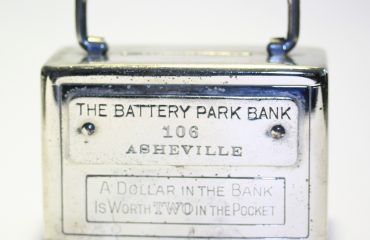 THE BATTERY PARK BANK
106
ASHEVILLE
A DOLLAR IN THE BANK
IS WORTH TWO IN THE POCKET